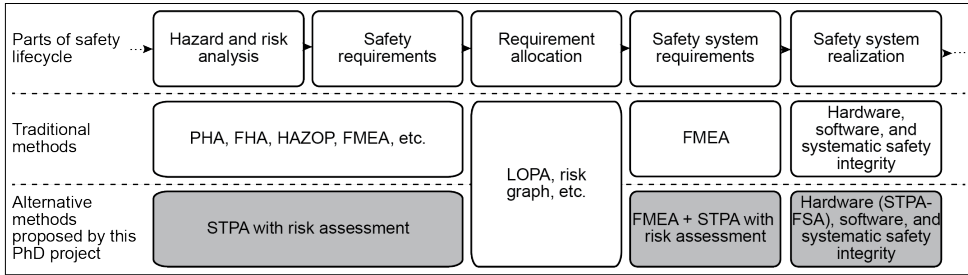 Parts of safety
lifecycle
Hazard and risk
analysis
Safety
requirements
Requirement
allocation
Safety system
requirements
Safety system
realization
Traditional
methods
PHA, FHA, HAZOP, FMEA, etc.
LOPA, risk
graph, etc.
FMEA
Hardware,
software, and
systematic safety
integrity
Alternative
methods
proposed by this
PhD project
STPA with risk assessment
FMEA + STPA with
risk assessment
Hardware (STPA-
FSA), software, and
systematic safety
integrity